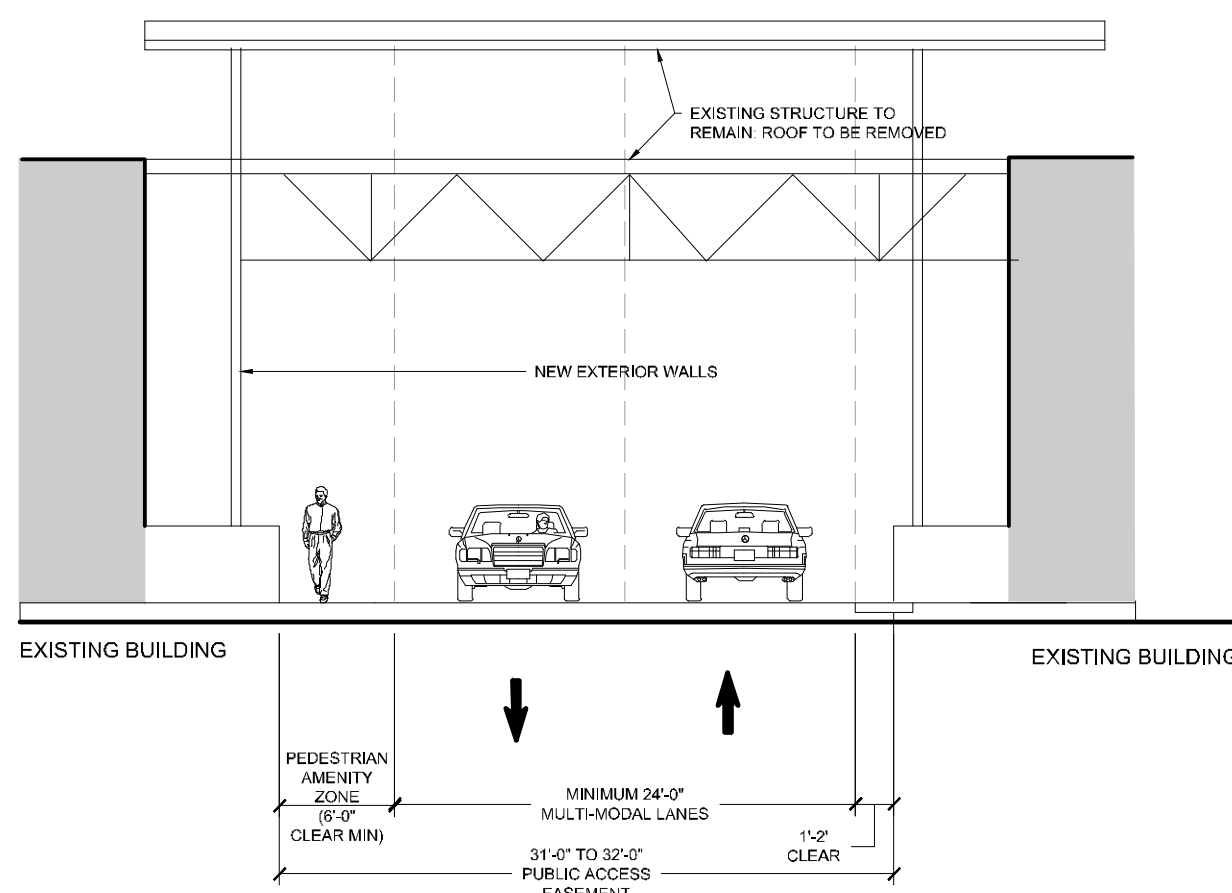 EXISTING STRUCTURE TO
REMAIN: ROOF TO BE REMOVED
NEW EXTERIOR WALLS
EXISTING BUILDING
EXISTING BUILDING
PEDESTRIAN
AMENITY
ZONE
(6'-0"
CLEAR MIN)
MINIMUM 24'-0"
MULTI-MODAL LANES
1'-2'
CLEAR
31'-0" TO 32'-0"
PUBLIC ACCESS
EASEMENT